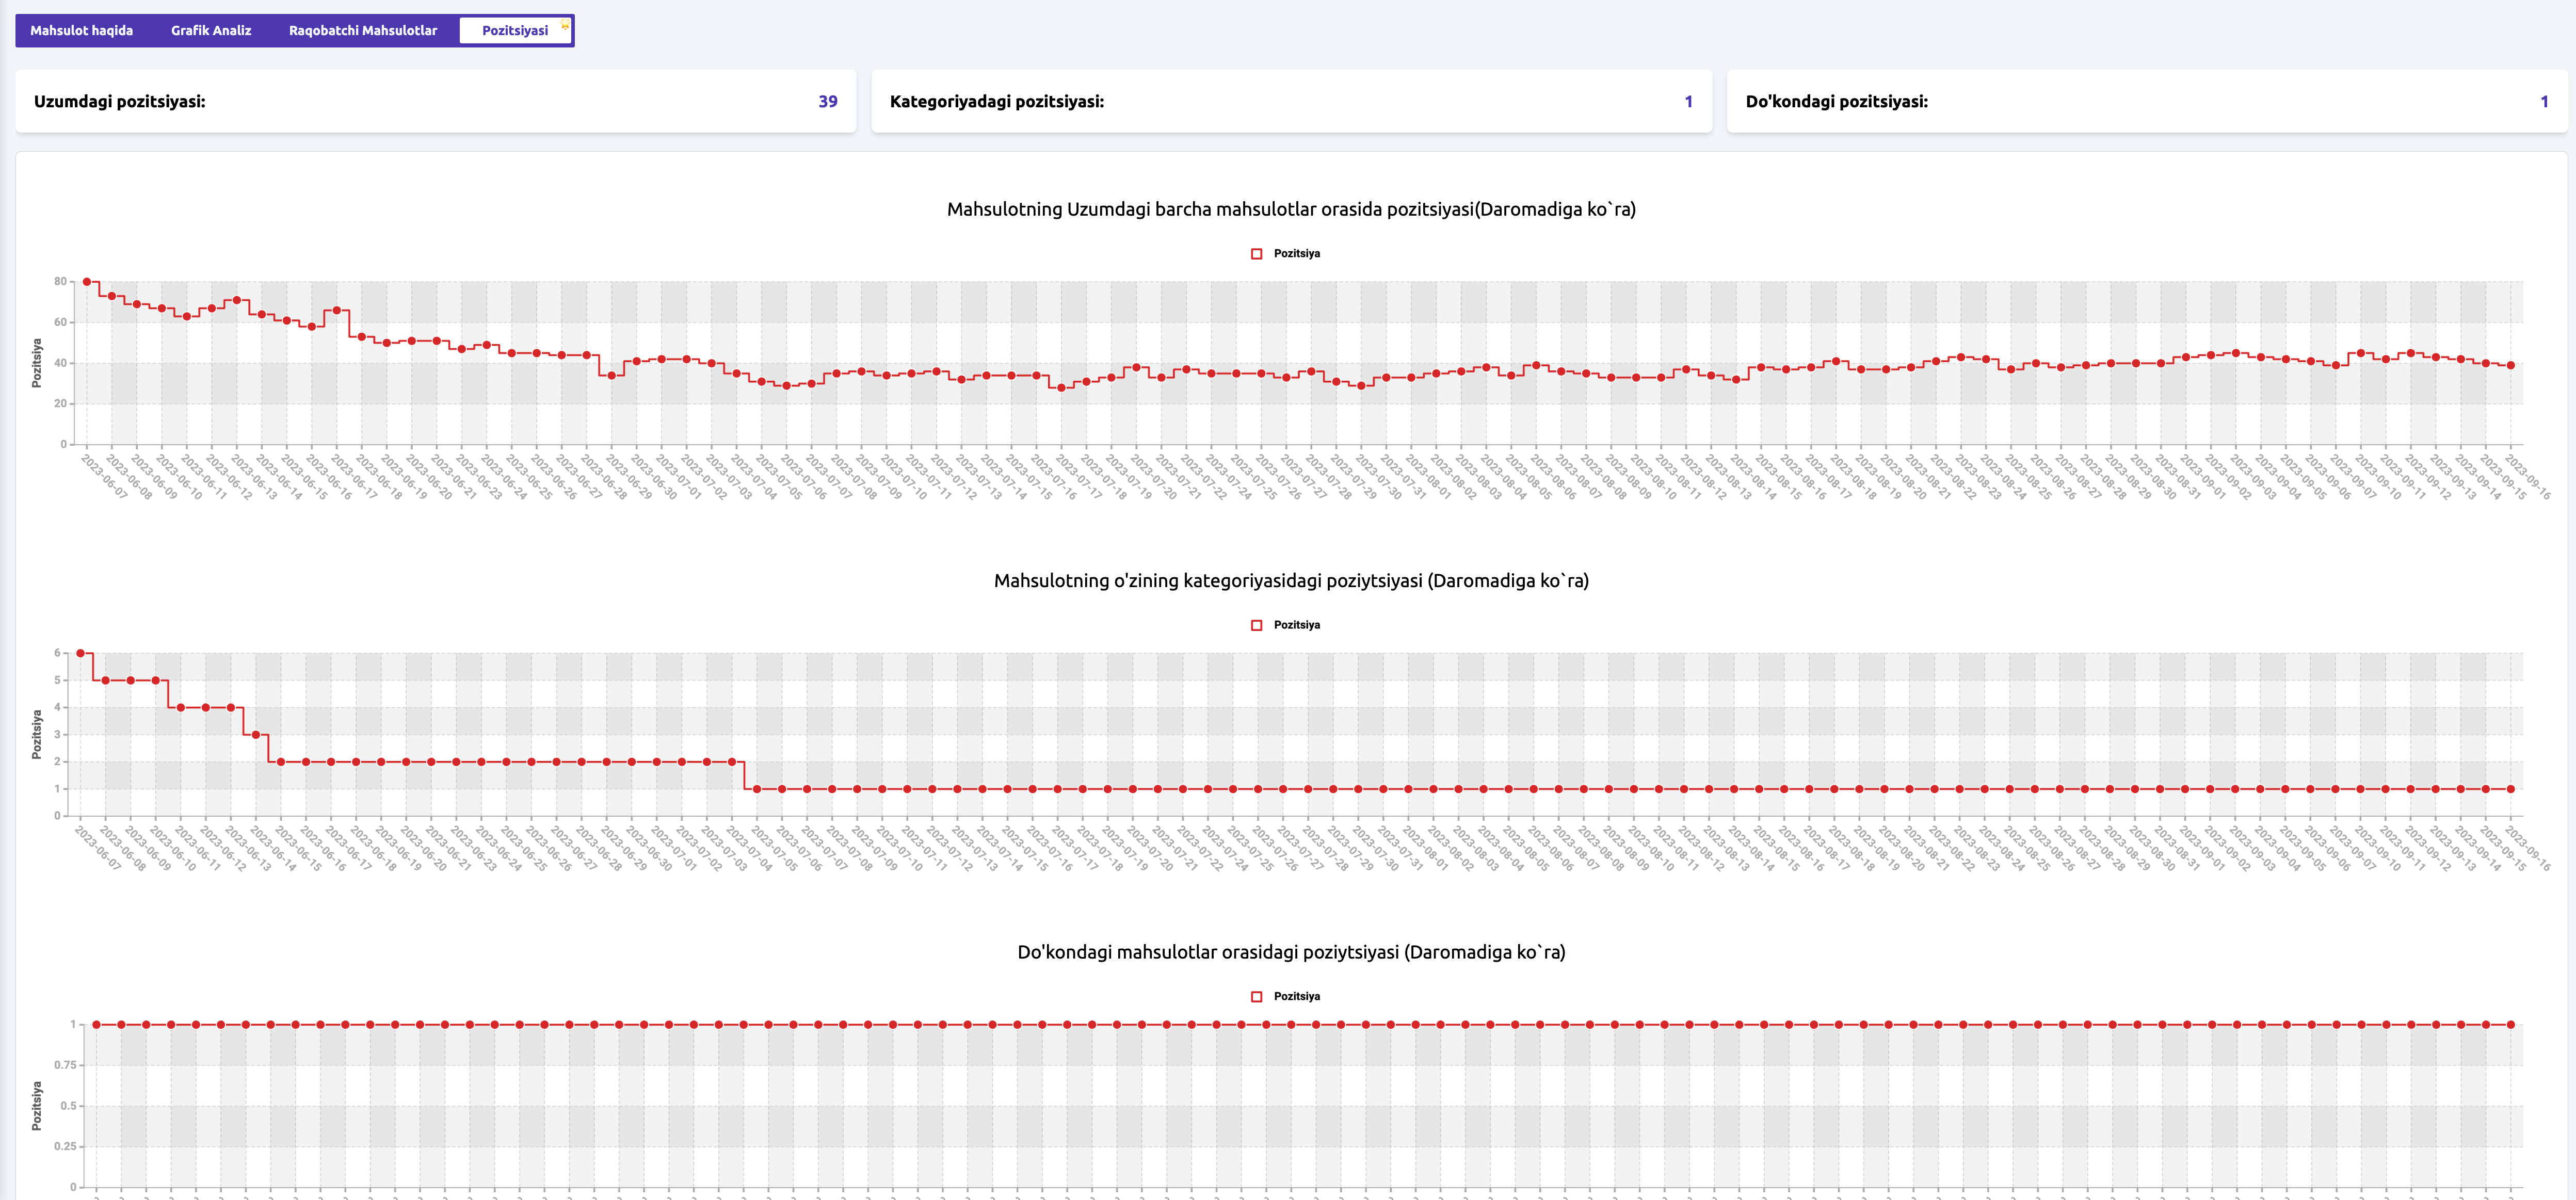 Mahsulot haqida
Grafik Analiz
Raqobatchi Mahsulotlar
Pozitsiyasi
Uzumdagi pozitsiyasi: 39
Kategoriyadagi pozitsiyasi: 1
Do'kondagi pozitsiyasi: 1
Mahsulotning Uzumdagi barcha mahsulotlar orasida pozitsiyasi(Daromadiga ko`ra)
Pozitsiya
Pozitsiya
80
60
40
20
0
2023-06-07 2023-06-08 2023-06-09 2023-06-10 2023-06-11 2023-06-12 2023-06-13 2023-06-14 2023-06-15 2023-06-16 2023-06-17 2023-06-18 2023-06-19 2023-06-20 2023-06-21 2023-06-23 2023-06-24 2023-06-25 2023-06-26 2023-06-27 2023-06-28 2023-06-29 2023-06-30 2023-07-01 2023-07-02 2023-07-03 2023-07-04 2023-07-05 2023-07-06 2023-07-07 2023-07-08 2023-07-09 2023-07-10 2023-07-11 2023-07-12 2023-07-13 2023-07-14 2023-07-15 2023-07-16 2023-07-17 2023-07-18 2023-07-19 2023-07-20 2023-07-21 2023-07-22 2023-07-24 2023-07-25 2023-07-26 2023-07-27 2023-07-28 2023-07-29 2023-07-30 2023-07-31 2023-08-01 2023-08-02 2023-08-03 2023-08-04 2023-08-05 2023-08-06 2023-08-07 2023-08-08 2023-08-09 2023-08-10 2023-08-11 2023-08-12 2023-08-13 2023-08-14 2023-08-15 2023-08-16 2023-08-17 2023-08-18 2023-08-19 2023-08-20 2023-08-21 2023-08-22 2023-08-23 2023-08-24 2023-08-25 2023-08-26 2023-08-27 2023-08-28 2023-08-29 2023-08-30 2023-08-31 2023-09-01 2023-09-02 2023-09-03 2023-09-04 2023-09-05 2023-09-06 2023-09-07 2023-09-10 2023-09-11 2023-09-12 2023-09-13 2023-09-14 2023-09-15 2023-09-16
Mahsulotning o'zining kategoriyasidagi poziytsiyasi (Daromadiga ko`ra)
Pozitsiya
Pozitsiya
6
5
4
3
2
1
0
2023-06-07 2023-06-08 2023-06-09 2023-06-10 2023-06-11 2023-06-12 2023-06-13 2023-06-14 2023-06-15 2023-06-16 2023-06-17 2023-06-18 2023-06-19 2023-06-20 2023-06-21 2023-06-23 2023-06-24 2023-06-25 2023-06-26 2023-06-27 2023-06-28 2023-06-29 2023-06-30 2023-07-01 2023-07-02 2023-07-03 2023-07-04 2023-07-05 2023-07-06 2023-07-07 2023-07-08 2023-07-09 2023-07-10 2023-07-11 2023-07-12 2023-07-13 2023-07-14 2023-07-15 2023-07-16 2023-07-17 2023-07-18 2023-07-19 2023-07-20 2023-07-21 2023-07-22 2023-07-24 2023-07-25 2023-07-26 2023-07-27 2023-07-28 2023-07-29 2023-07-30 2023-07-31 2023-08-01 2023-08-02 2023-08-03 2023-08-04 2023-08-05 2023-08-06 2023-08-07 2023-08-08 2023-08-09 2023-08-10 2023-08-11 2023-08-12 2023-08-13 2023-08-14 2023-08-15 2023-08-16 2023-08-17 2023-08-18 2023-08-19 2023-08-20 2023-08-21 2023-08-22 2023-08-23 2023-08-24 2023-08-25 2023-08-26 2023-08-27 2023-08-28 2023-08-29 2023-08-30 2023-08-31 2023-09-01 2023-09-02 2023-09-03 2023-09-04 2023-09-05 2023-09-06 2023-09-07 2023-09-10 2023-09-11 2023-09-12 2023-09-13 2023-09-14 2023-09-15 2023-09-16
Do'kondagi mahsulotlar orasidagi poziytsiyasi (Daromadiga ko`ra)
Pozitsiya
Pozitsiya
1
0.75
0.5
0.25
0